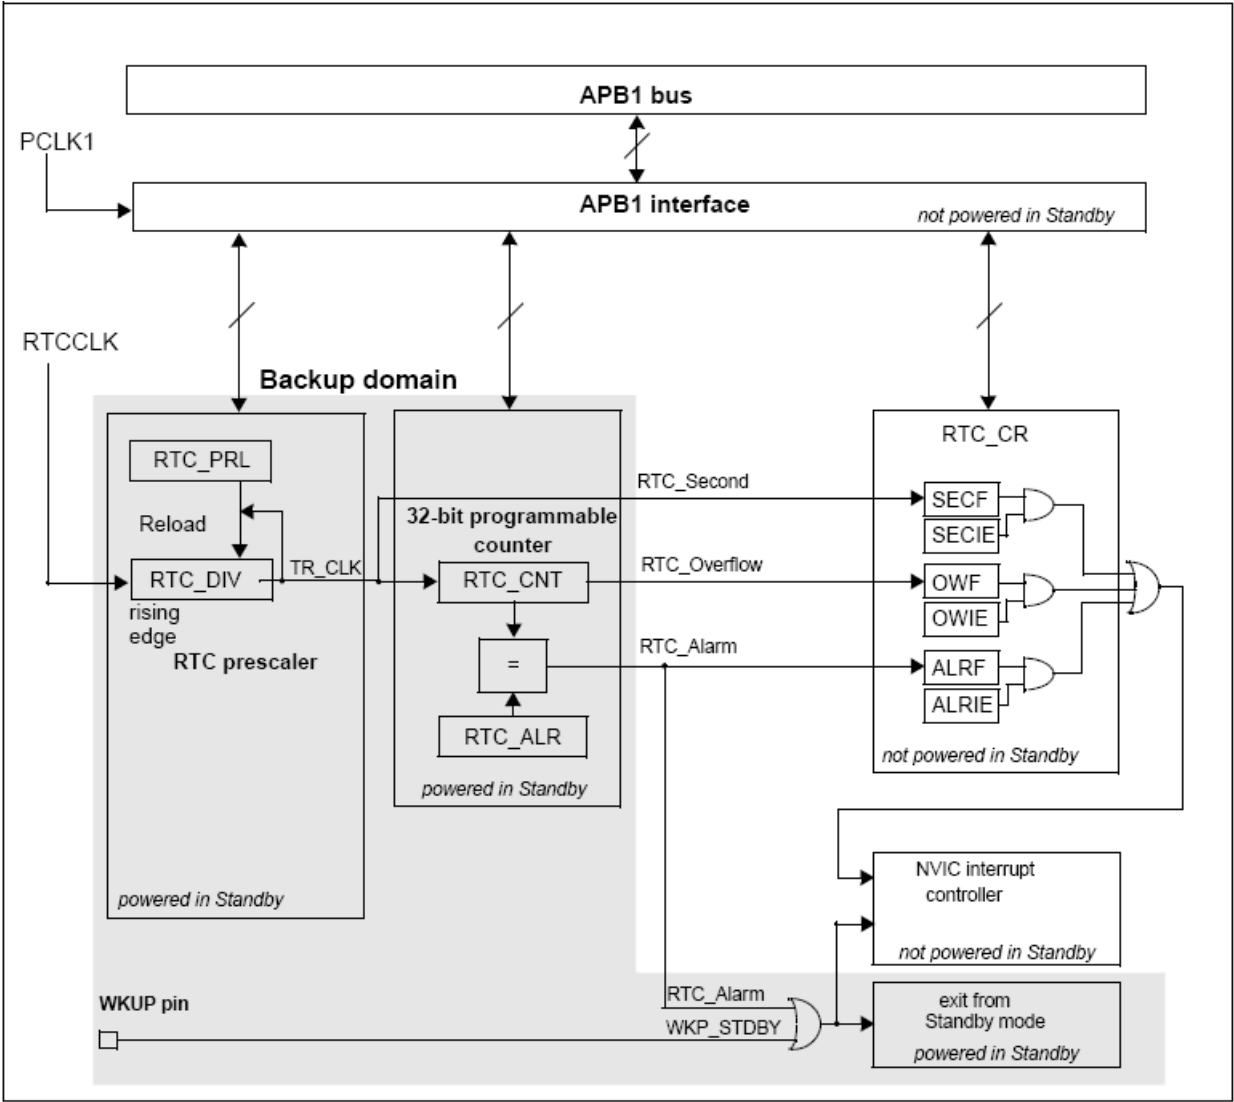 APB1 bus
PCLK1
APB1 interface
not powered in Standby
RTCCLK
Backup domain
RTC_CR
RTC_PRL
RTC_Second
SECF
Reload
32-bit programmable
counter
SECIE
RTC_DIV
TR_CLK
RTC_CNT
RTC_Overflow
OWF
rising
edge
OWIE
RTC prescaler
=
RTC_Alarm
ALRF
ALRIE
RTC_ALR
not powered in Standby
powered in Standby
powered in Standby
NVIC interrupt
controller
not powered in Standby
WKUP pin
RTC_Alarm
WKP_STDBY
exit from
Standby mode
powered in Standby